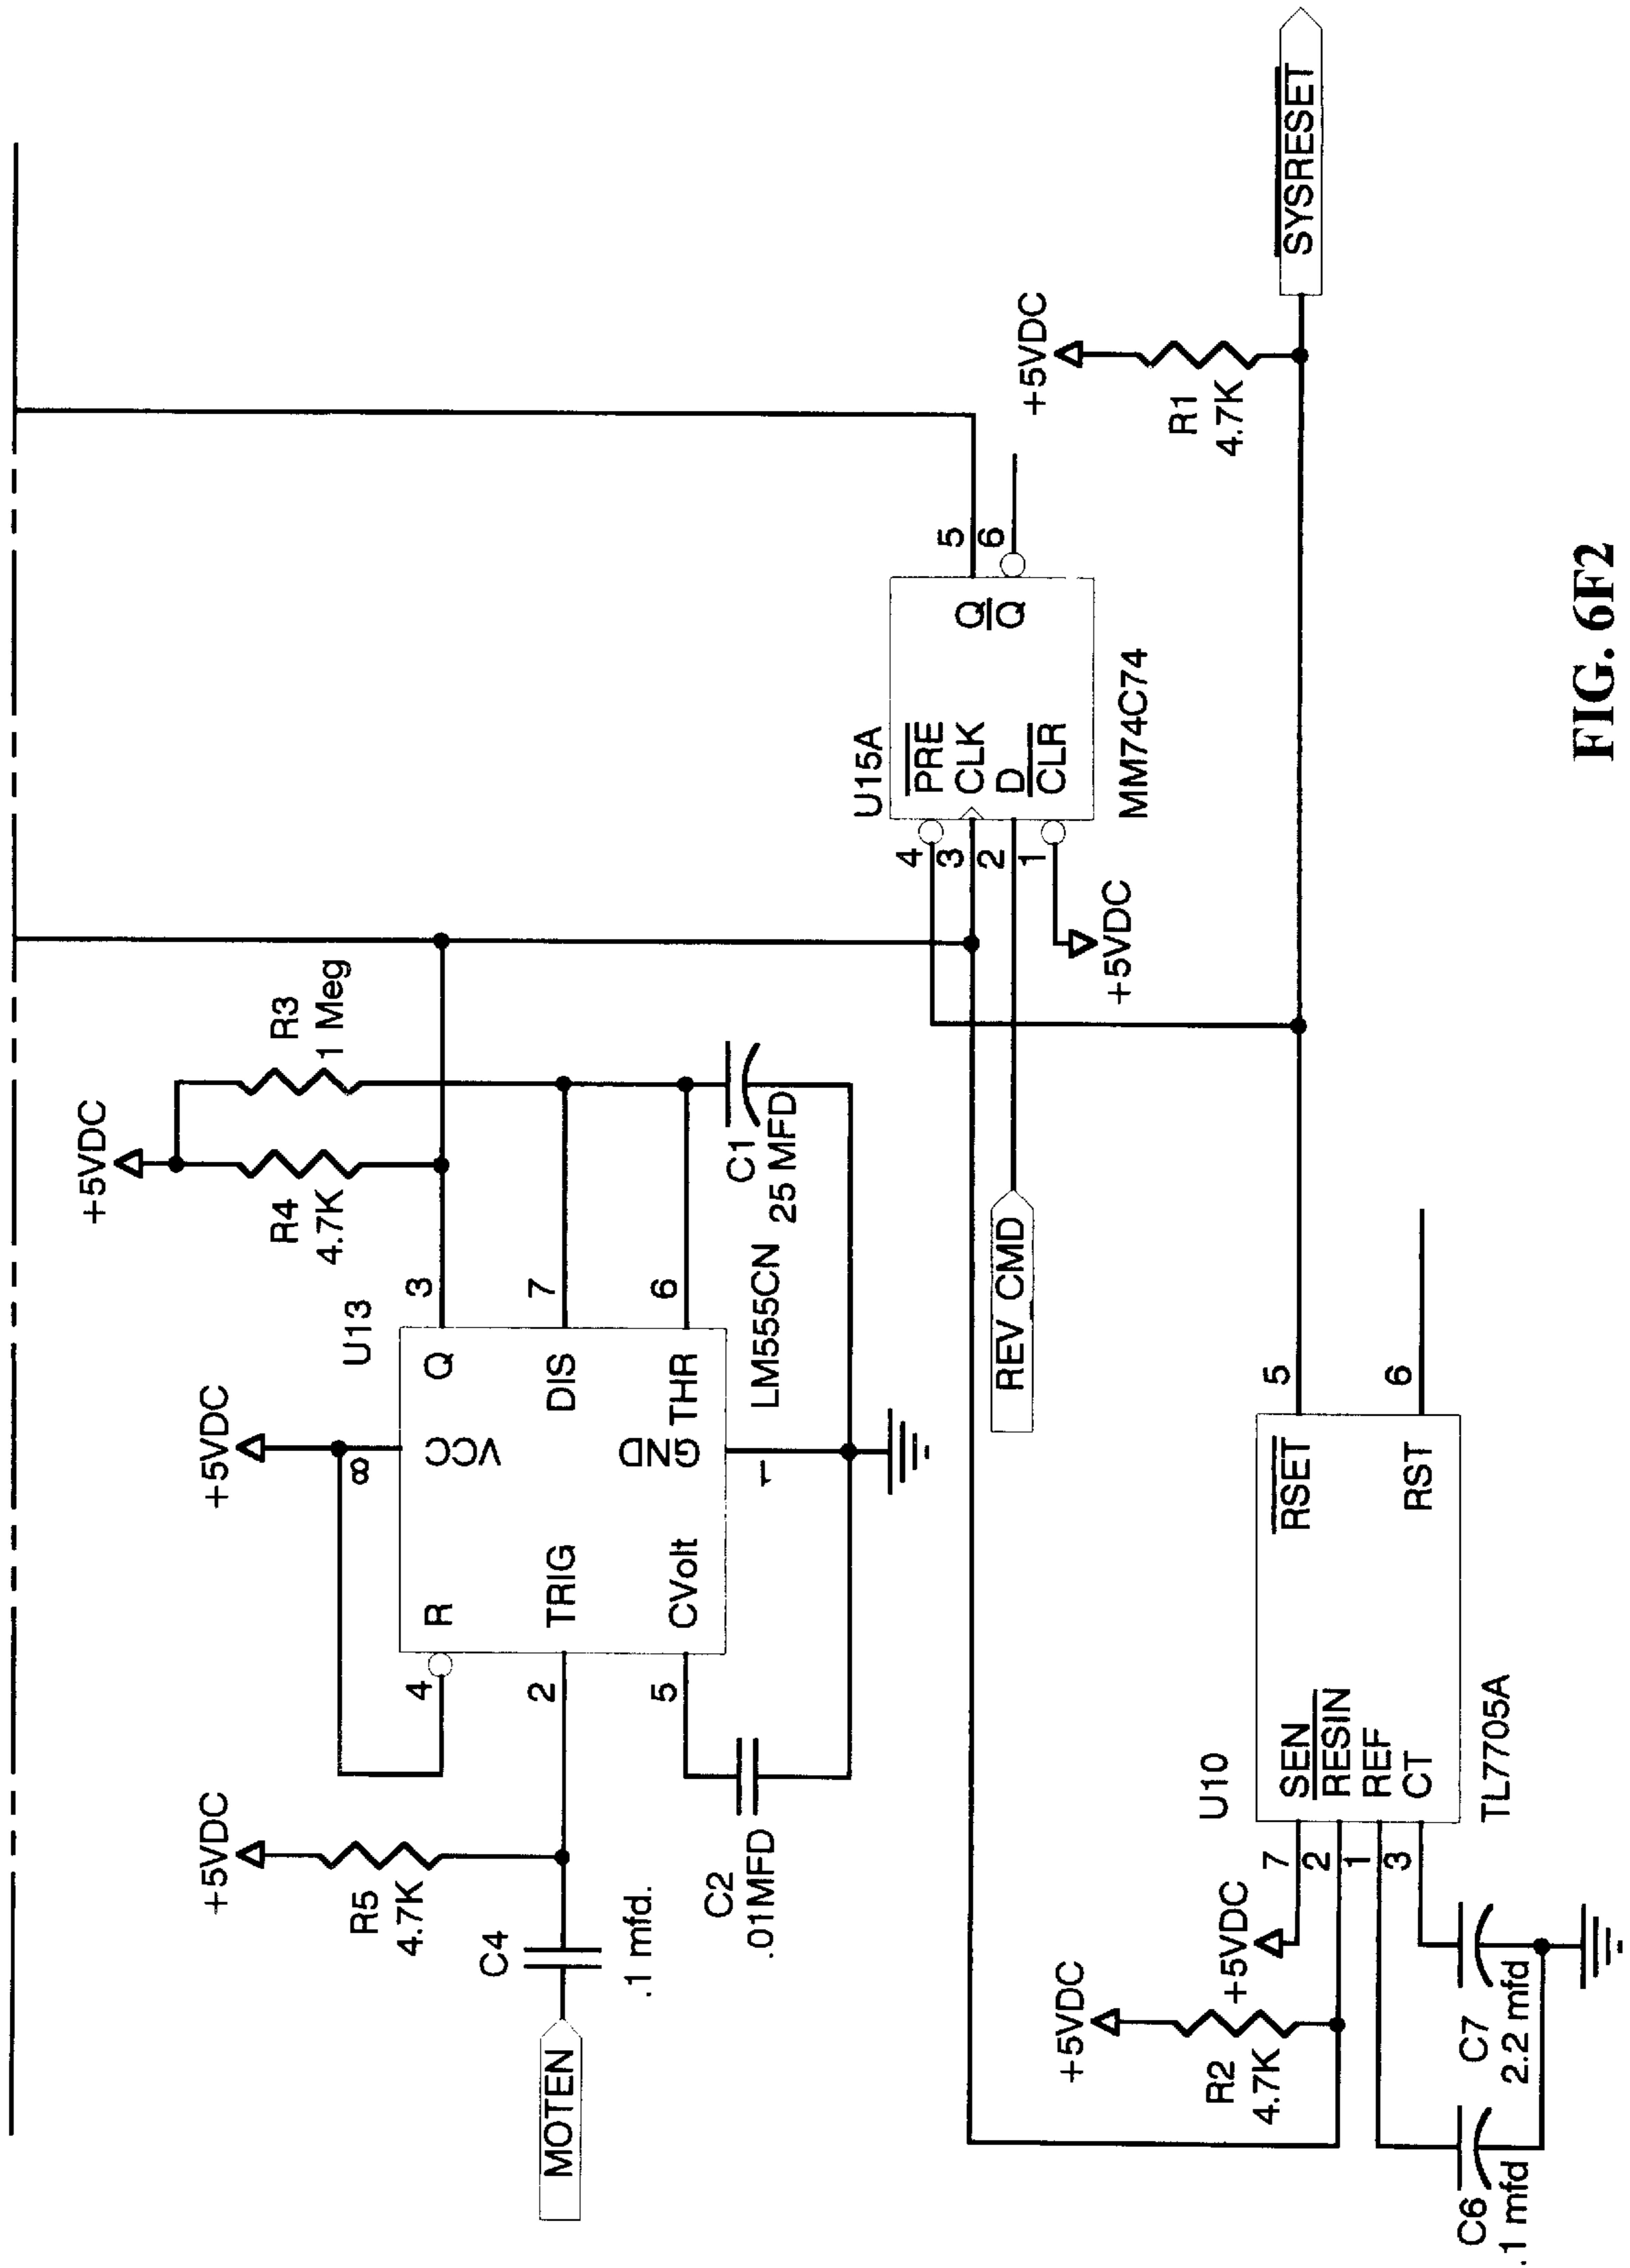 +5VDC
R4
4.7K
R3
1 Meg
+5VDC
U13
8
VCC
R
Q
4
3
TRIG
DIS
2
7
CVolt
THR
5
6
GND
1
LM555CN
+5VDC
R5
4.7K
C4
.1 mfd.
MOTEN
C2
.01MFD
C1
25 MFD
U15A
PRE
CLK
D
CLR
Q
Q
4
3
2
1
5
6
MM74C74
+5VDC
REV CMD
+5VDC
R1
4.7K
SYSRESET
+5VDC
R2
4.7K
+5VDC
U10
SEN
RESIN
REF
CT
RSET
RST
7
2
1
3
5
6
TL7705A
C6
.1 mfd
C7
2.2 mfd
FIG. 6F2